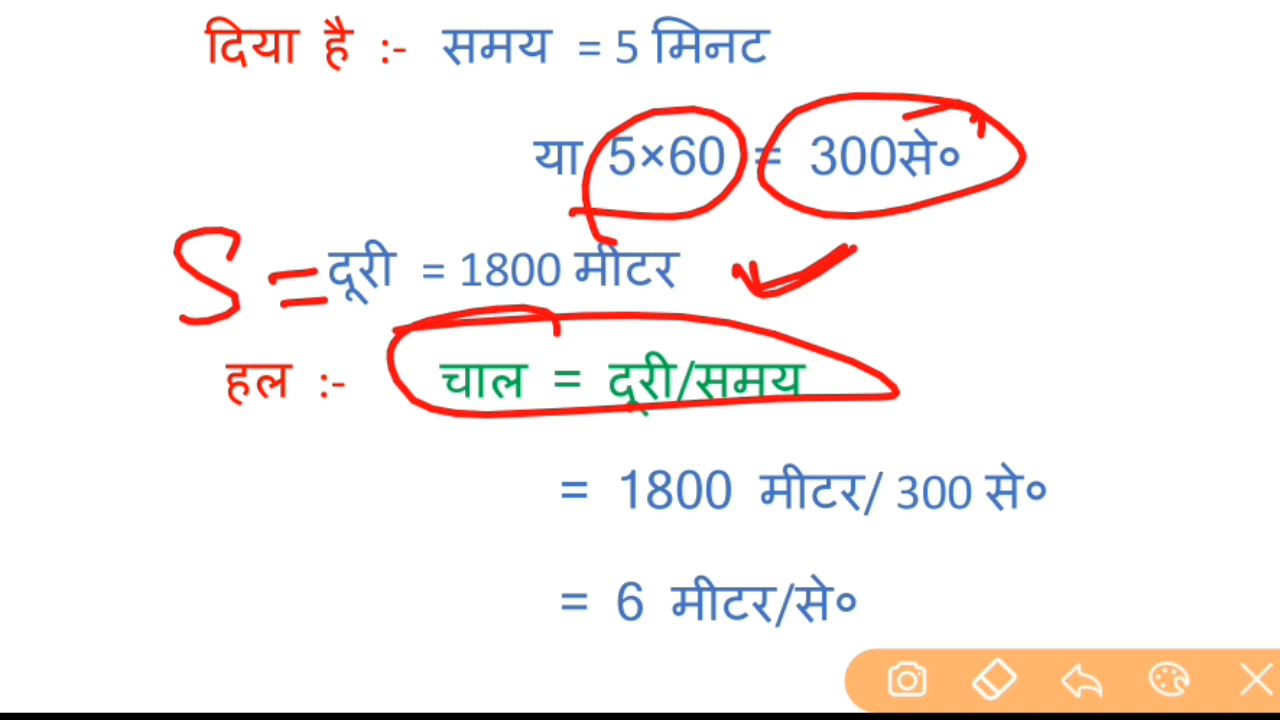 दिया है :- समय = 5 मिनट
या 5×60 = 300से०
S = दूरी = 1800 मीटर
हल :- चाल = दूरी/समय
= 1800 मीटर/ 300 से०
= 6 मीटर/से०